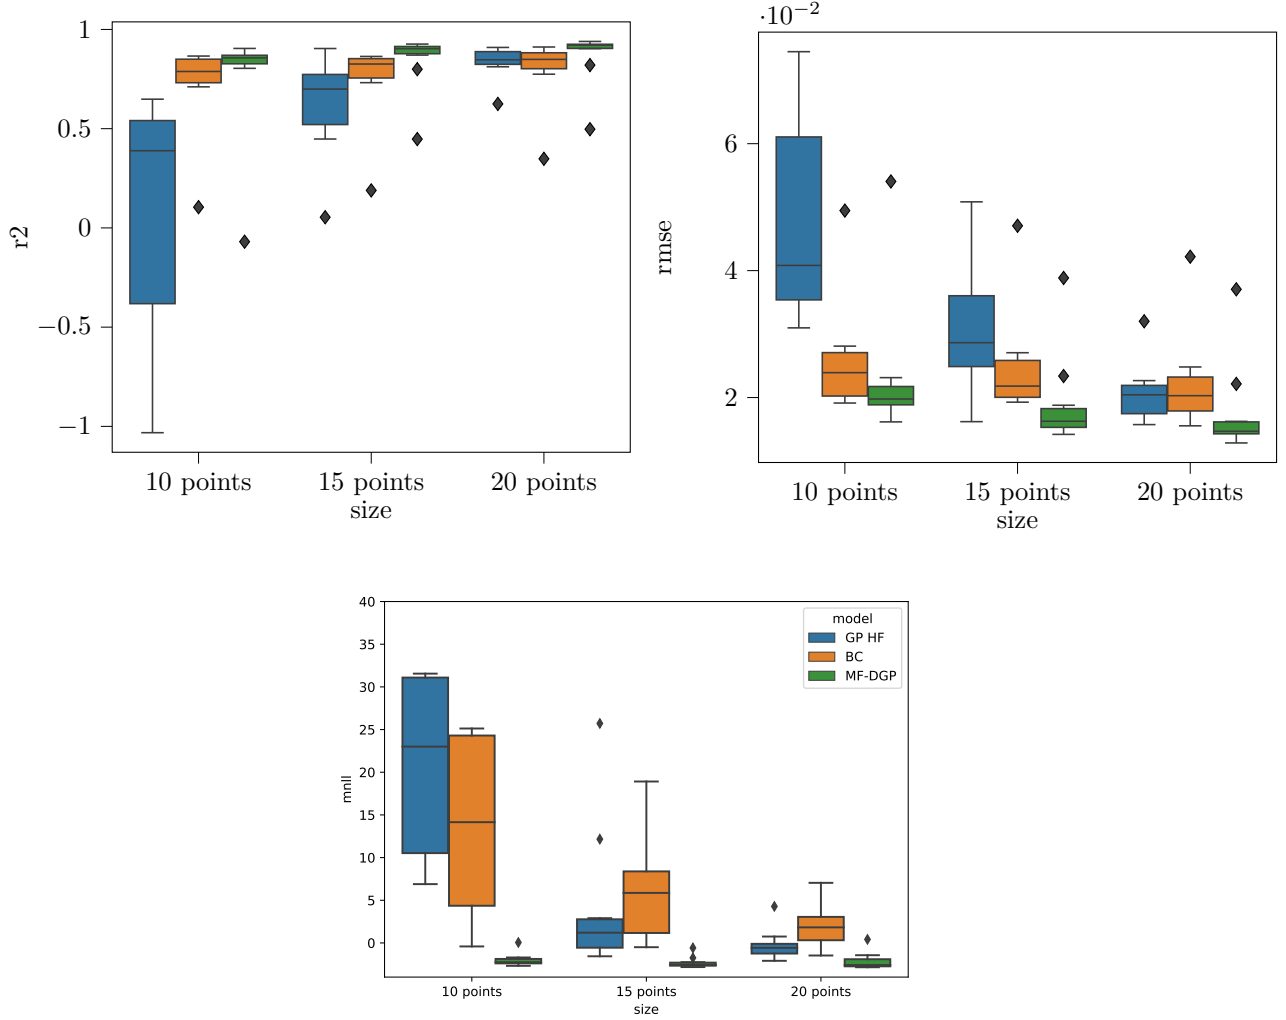 1
0.5
0
−0.5
−1
r2
10 points
15 points
20 points
size
·10−2
6
4
2
rmse
10 points
15 points
20 points
size
40
35
30
25
20
15
10
5
0
mnll
model
GP HF
BC
MF-DGP
10 points
15 points
20 points
size